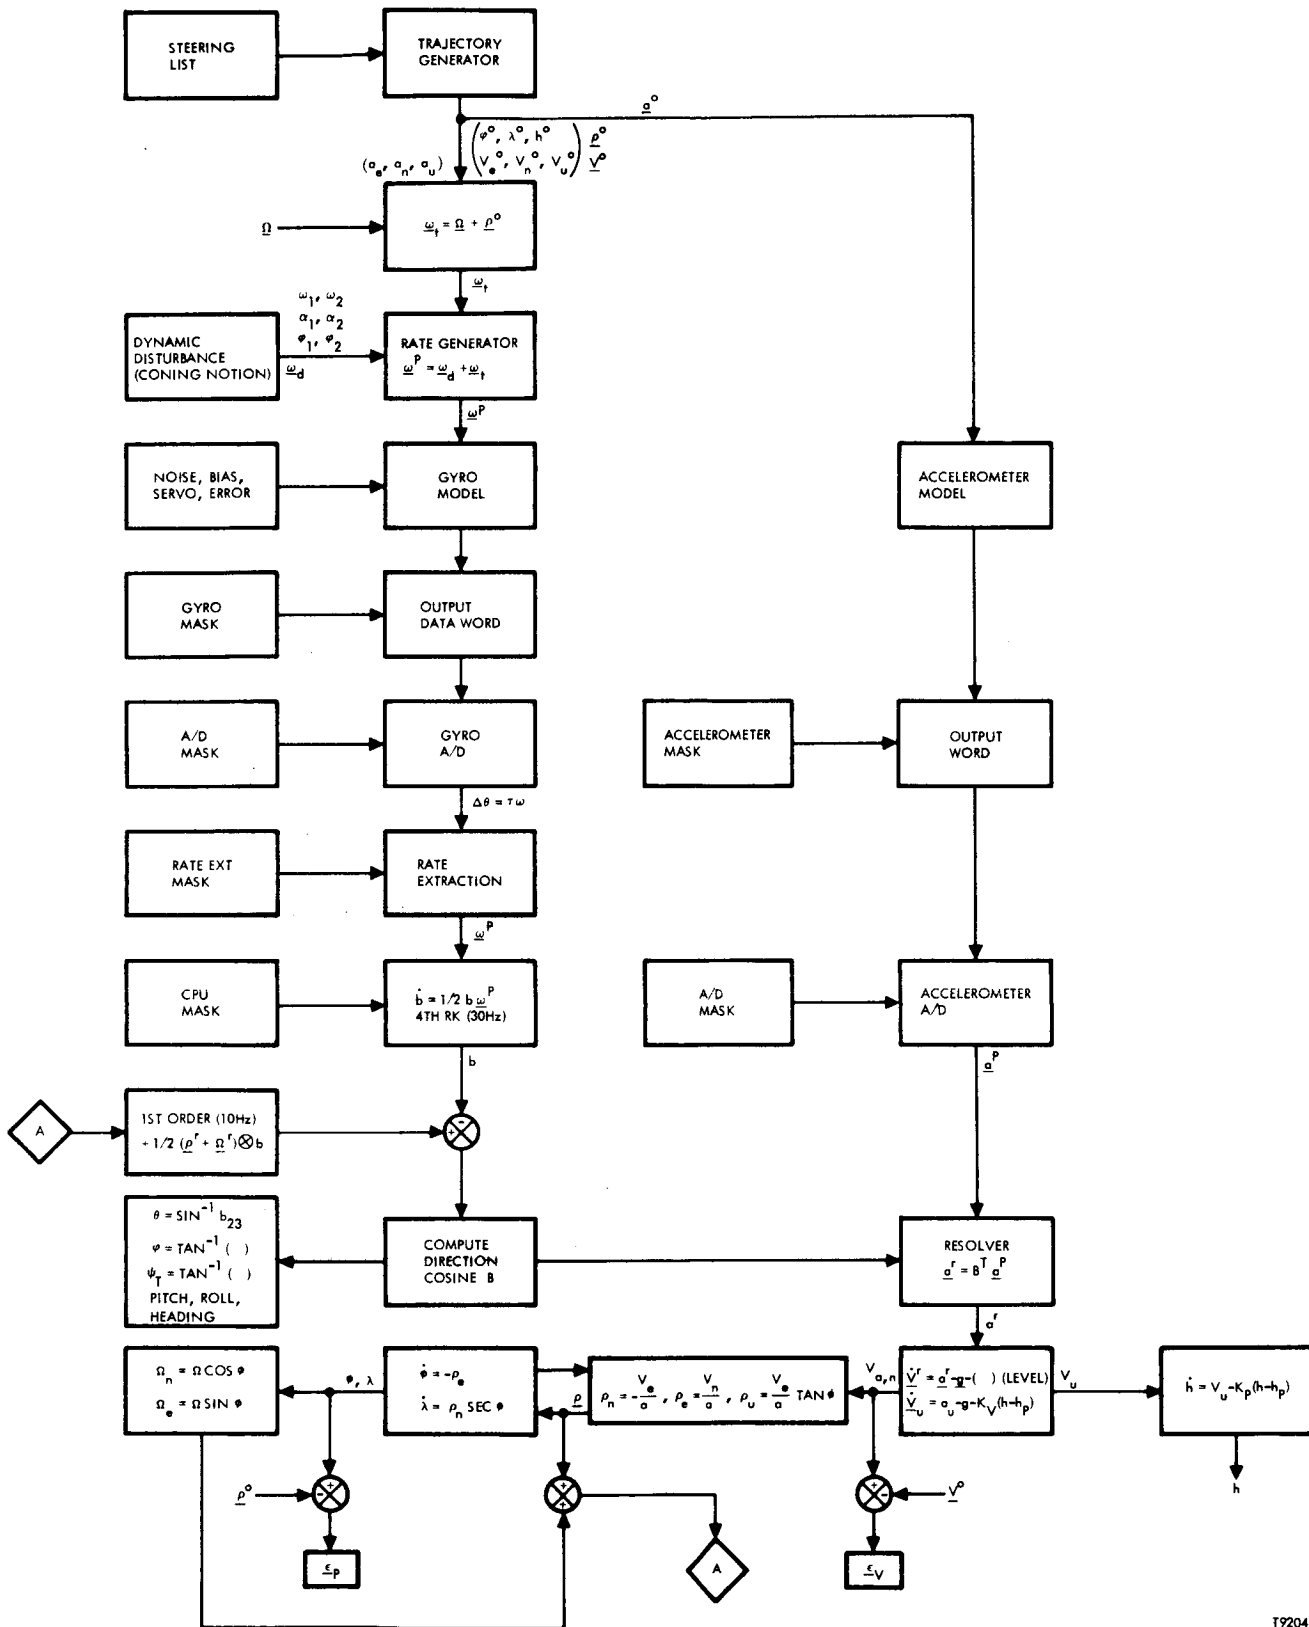 STEERING
LIST
TRAJECTORY
GENERATOR
a°
(φ°, λ°, h°) ρ°
(a_e, a_n, a_u) (V_e°, V_n°, V_u°) V°
Ω
ω_t = Ω + ρ°
ω_t
ω_1, ω_2
α_1, α_2
φ_1, φ_2
ω_d
DYNAMIC
DISTURBANCE
(CONING NOTION)
RATE GENERATOR
ω^P = ω_d + ω_t
ω^P
NOISE, BIAS,
SERVO, ERROR
GYRO
MODEL
ACCELEROMETER
MODEL
GYRO
MASK
OUTPUT
DATA WORD
A/D
MASK
GYRO
A/D
ACCELEROMETER
MASK
OUTPUT
WORD
Δθ = τω
RATE EXT
MASK
RATE
EXTRACTION
ω^P
CPU
MASK
ḃ = 1/2 b ω^P
4TH RK (30Hz)
A/D
MASK
ACCELEROMETER
A/D
b
a^P
A
1ST ORDER (10Hz)
+ 1/2 (ρ^r + Ω^r) ⊗ b
+ -
θ = SIN^-1 b_23
φ = TAN^-1 ( )
ψ_T = TAN^-1 ( )
PITCH, ROLL,
HEADING
COMPUTE
DIRECTION
COSINE B
RESOLVER
a^r = B^T a^P
a^r
Ω_n = Ω COS φ
Ω_e = Ω SIN φ
φ, λ
φ̇ = -ρ_e
λ̇ = ρ_n SEC φ
ρ
ρ_n = -V_e/a, ρ_e = V_n/a, ρ_u = V_e/a TAN φ
V_a,n
V̇^r = a^r-g-( ) (LEVEL)
V̇_u = a_u-g-K_V(h-h_p)
V_u
ḣ = V_u-K_P(h-h_p)
h
ρ° - +
+ +
+ - V°
ε_P
A
ε_V
T9204